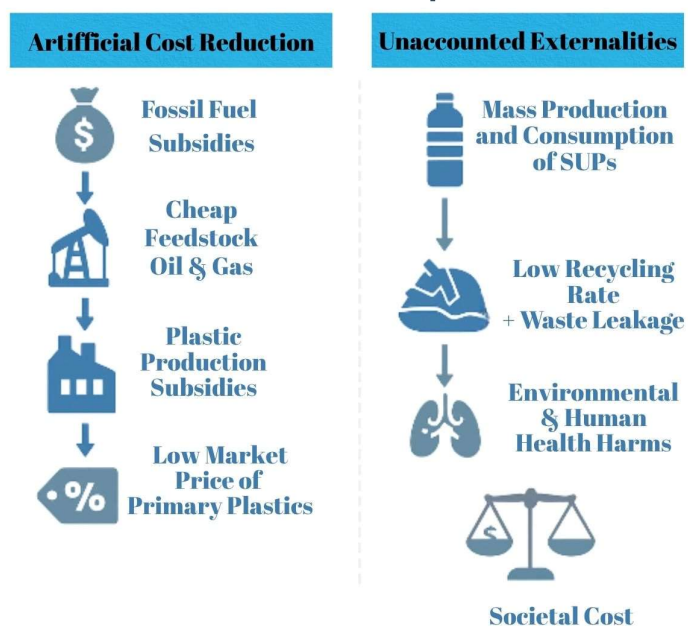 Artifficial Cost Reduction
Fossil Fuel
Subsidies
Cheap
Feedstock
Oil & Gas
Plastic
Production
Subsidies
Low Market
Price of
Primary Plastics
Unaccounted Externalities
Mass Production
and Consumption
of SUPs
Low Recycling
Rate
+ Waste Leakage
Environmental
& Human
Health Harms
Societal Cost